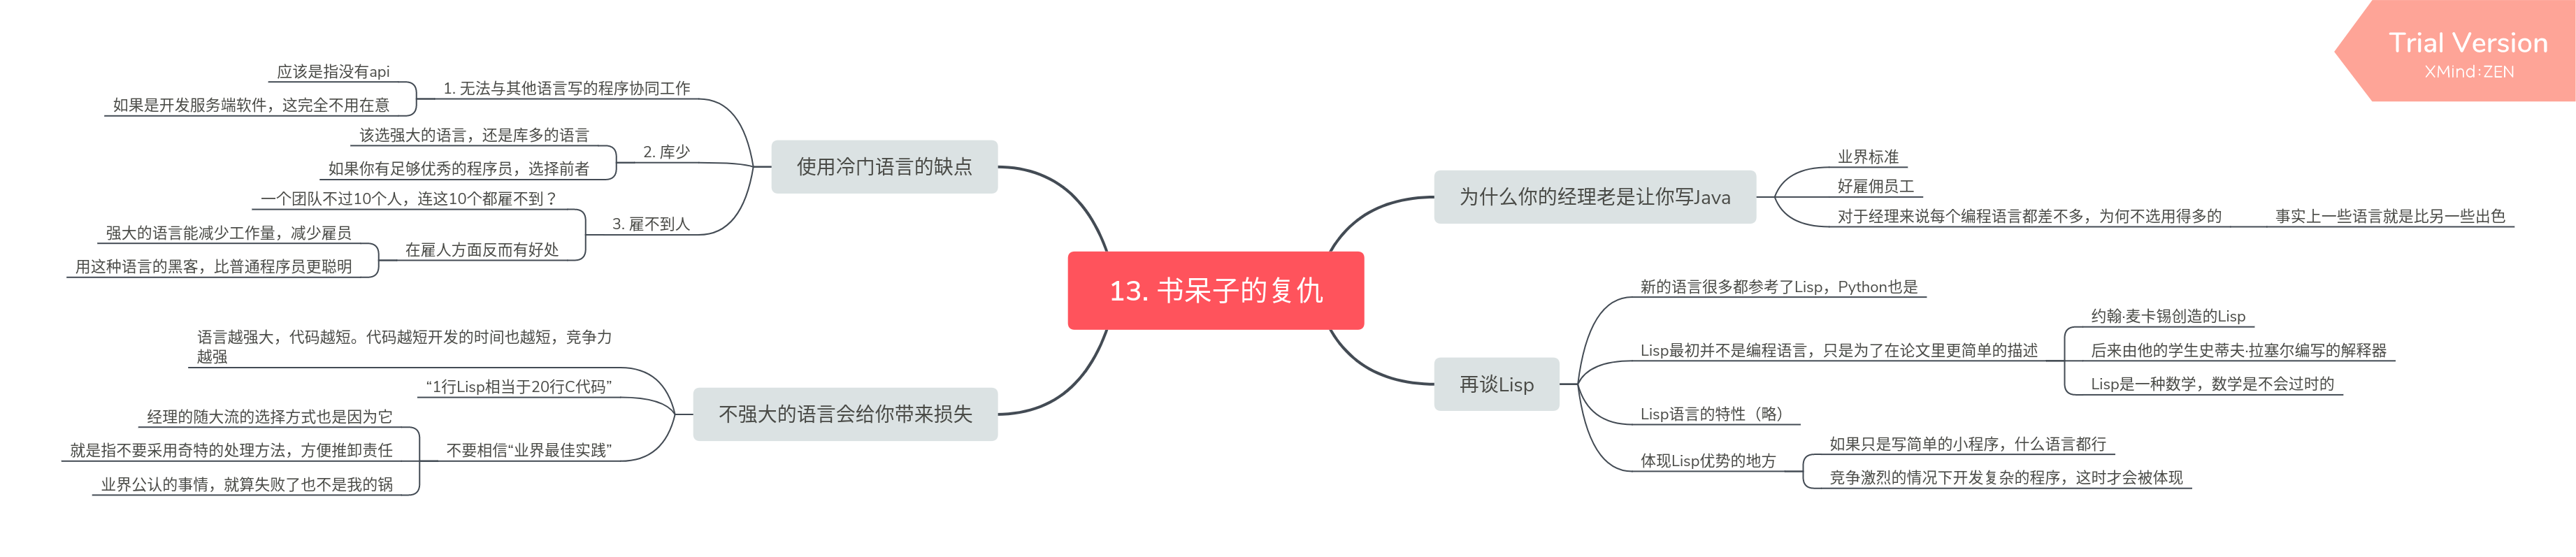 Trial Version
XMind:ZEN
13. 书呆子的复仇
为什么你的经理老是让你写Java
业界标准
好雇佣员工
对于经理来说每个编程语言都差不多，为何不选用得多的
事实上一些语言就是比另一些出色
再谈Lisp
新的语言很多都参考了Lisp，Python也是
Lisp最初并不是编程语言，只是为了在论文里更简单的描述
约翰·麦卡锡创造的Lisp
后来由他的学生史蒂夫·拉塞尔编写的解释器
Lisp是一种数学，数学是不会过时的
Lisp语言的特性（略）
体现Lisp优势的地方
如果只是写简单的小程序，什么语言都行
竞争激烈的情况下开发复杂的程序，这时才会被体现
使用冷门语言的缺点
1. 无法与其他语言写的程序协同工作
应该是指没有api
如果是开发服务端软件，这完全不用在意
2. 库少
该选强大的语言，还是库多的语言
如果你有足够优秀的程序员，选择前者
3. 雇不到人
一个团队不过10个人，连这10个都雇不到？
在雇人方面反而有好处
强大的语言能减少工作量，减少雇员
用这种语言的黑客，比普通程序员更聪明
不强大的语言会给你带来损失
语言越强大，代码越短。代码越短开发的时间也越短，竞争力
越强
“1行Lisp相当于20行C代码”
不要相信“业界最佳实践”
经理的随大流的选择方式也是因为它
就是指不要采用奇特的处理方法，方便推卸责任
业界公认的事情，就算失败了也不是我的锅